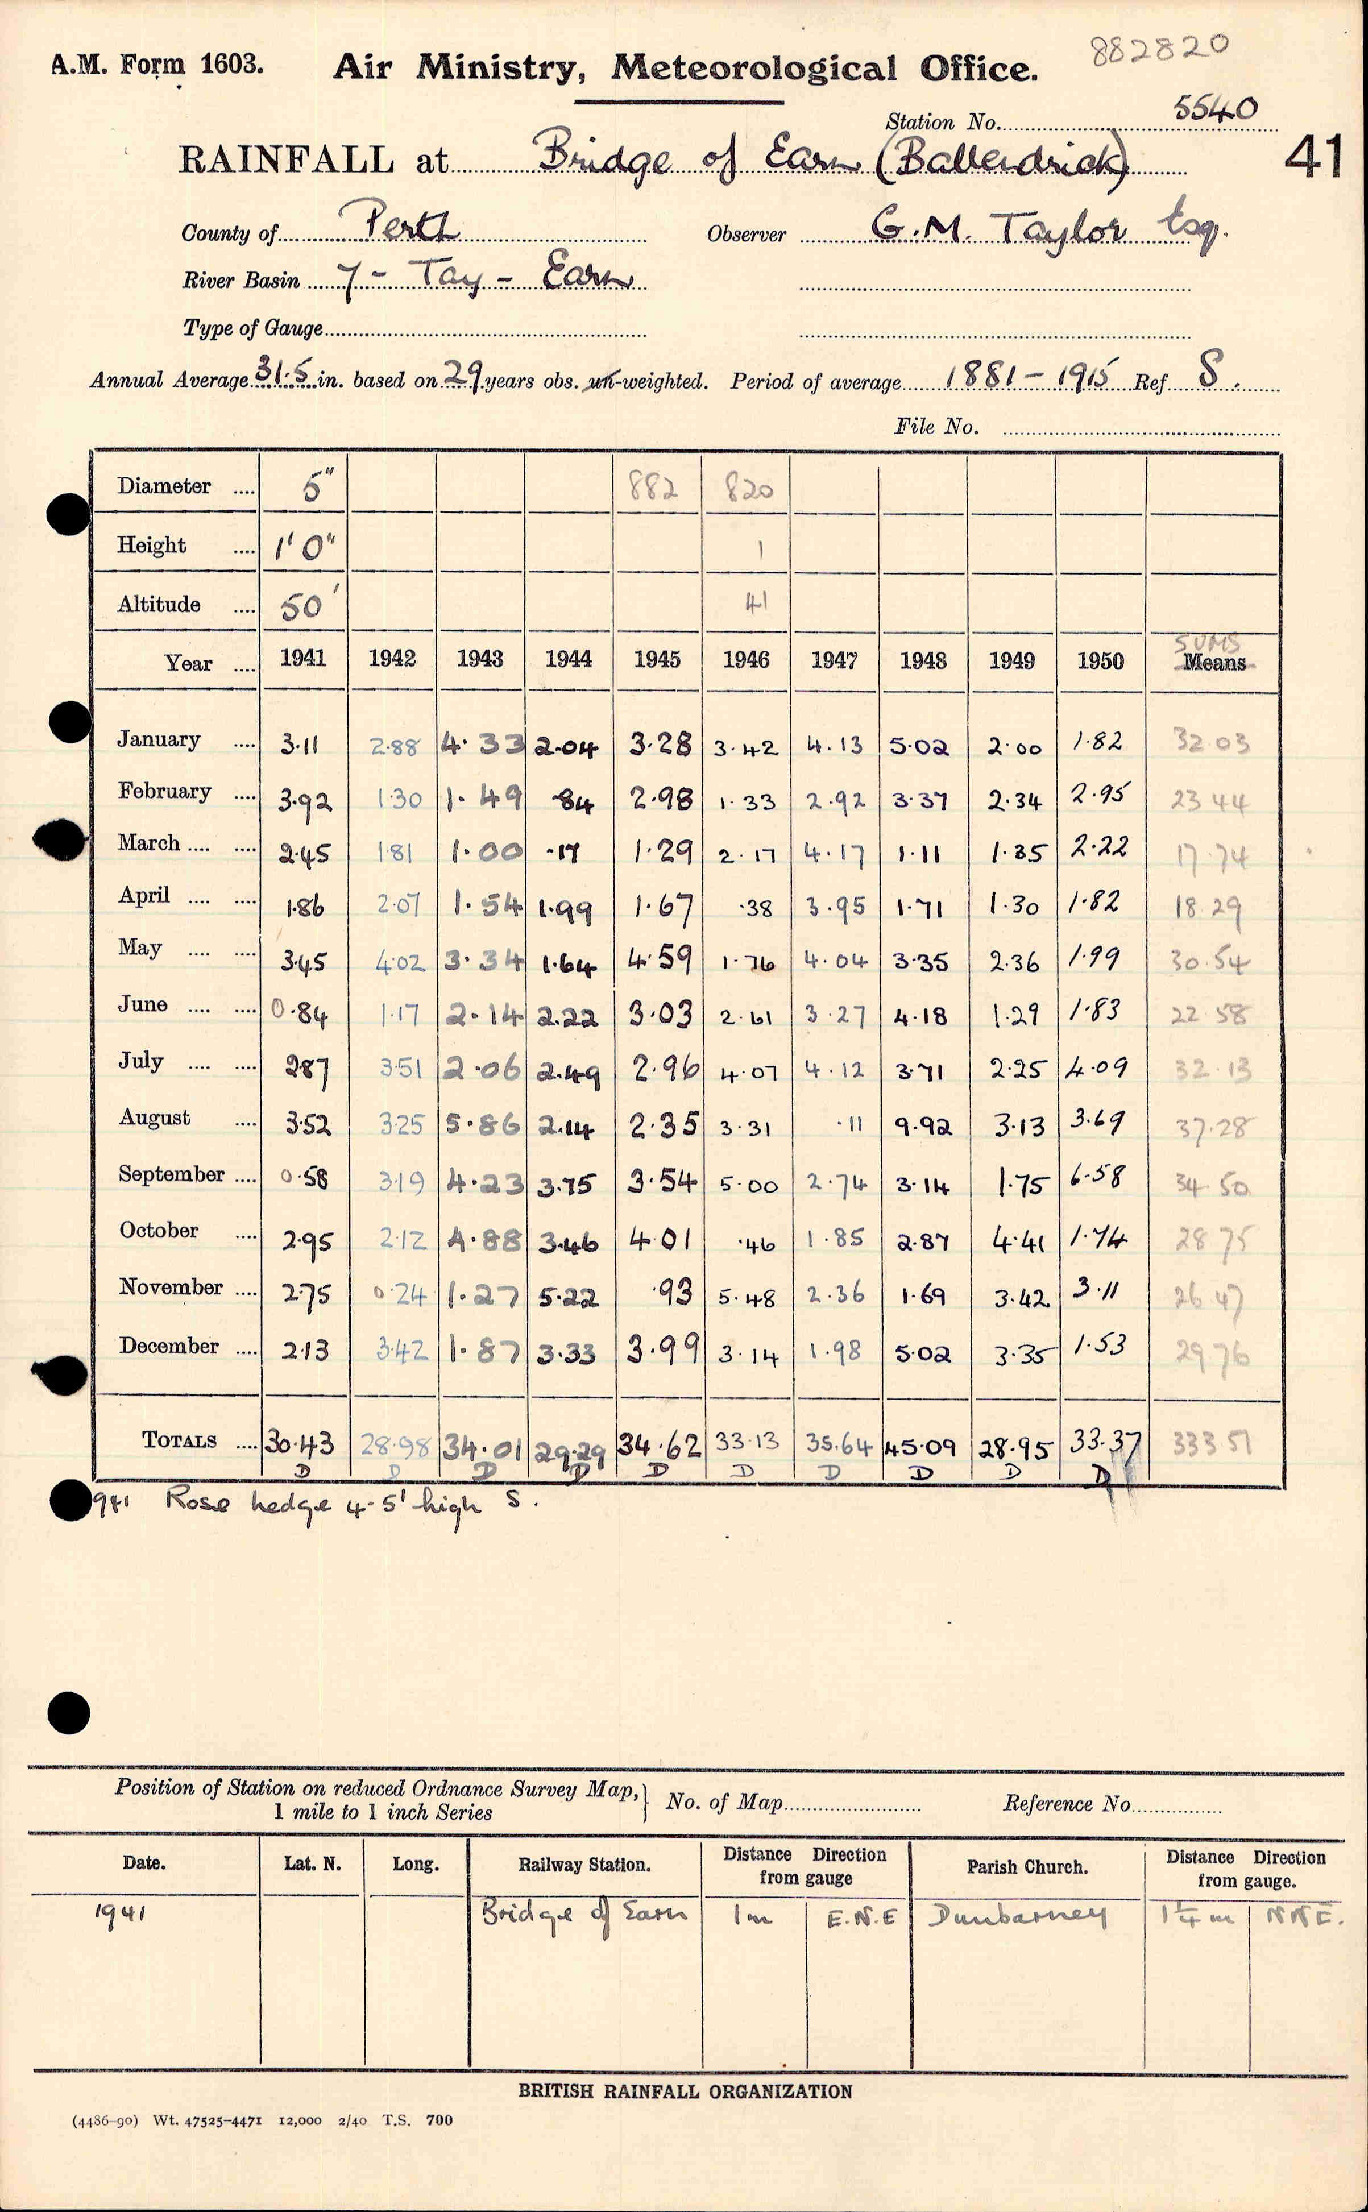 A.M. Form 1603. Air Ministry, Meteorological Office. 882820
Station No. 5540
RAINFALL at Bridge of Earn (Ballendrick) 41
County of Perth Observer G.M. Taylor Esq.
River Basin 7 - Tay - Earn
Type of Gauge
Annual Average 31.5 in. based on 29 years obs. un-weighted. Period of average 1881-1915 Ref S.
File No.
Diameter .... 5" 882 820
Height .... 1'0" 1
Altitude .... 50' 41
SUMS
Year .... 1941 1942 1943 1944 1945 1946 1947 1948 1949 1950 Means
January .... 3.11 2.88 4.33 2.04 3.28 3.42 4.13 5.02 2.00 1.82 32.03
February .... 3.92 1.30 1.49 .84 2.98 1.33 2.92 3.37 2.34 2.95 23.44
March .... .... 2.45 1.81 1.00 .17 1.29 2.17 4.17 1.11 1.35 2.22 17.74
April .... .... 1.86 2.07 1.54 1.99 1.67 .38 3.95 1.71 1.30 1.82 18.29
May .... .... 3.45 4.02 3.34 1.64 4.59 1.76 4.04 3.35 2.36 1.99 30.54
June .... .... 0.84 1.17 2.14 2.22 3.03 2.61 3.27 4.18 1.29 1.83 22.58
July .... .... 2.87 3.51 2.06 2.49 2.96 4.07 4.12 3.71 2.25 4.09 32.13
August .... 3.52 3.25 5.86 2.14 2.35 3.31 .11 9.92 3.13 3.69 37.28
September .... 0.58 3.19 4.23 3.75 3.54 5.00 2.74 3.14 1.75 6.58 34.50
October .... 2.95 2.12 4.88 3.46 4.01 .46 1.85 2.87 4.41 1.74 28.75
November .... 2.75 0.24 1.27 5.22 .93 5.48 2.36 1.69 3.42 3.11 26.47
December .... 2.13 3.42 1.87 3.33 3.99 3.14 1.98 5.02 3.35 1.53 29.76
TOTALS .... 30.43 28.98 34.01 29.29 34.62 33.13 35.64 45.09 28.95 33.37 333.51
D D D D D D D D D D
941 Rose hedge 4-5' high S.
Position of Station on reduced Ordnance Survey Map,} No. of Map Reference No
1 mile to 1 inch Series
Date. Lat. N. Long. Railway Station. Distance from gauge Direction Parish Church. Distance Direction from gauge.
1941 Bridge of Earn 1m E.N.E Dunbarney 1¼ m NNE.
BRITISH RAINFALL ORGANIZATION
(4486-90) Wt. 47525-4471 12,000 2/40 T.S. 700